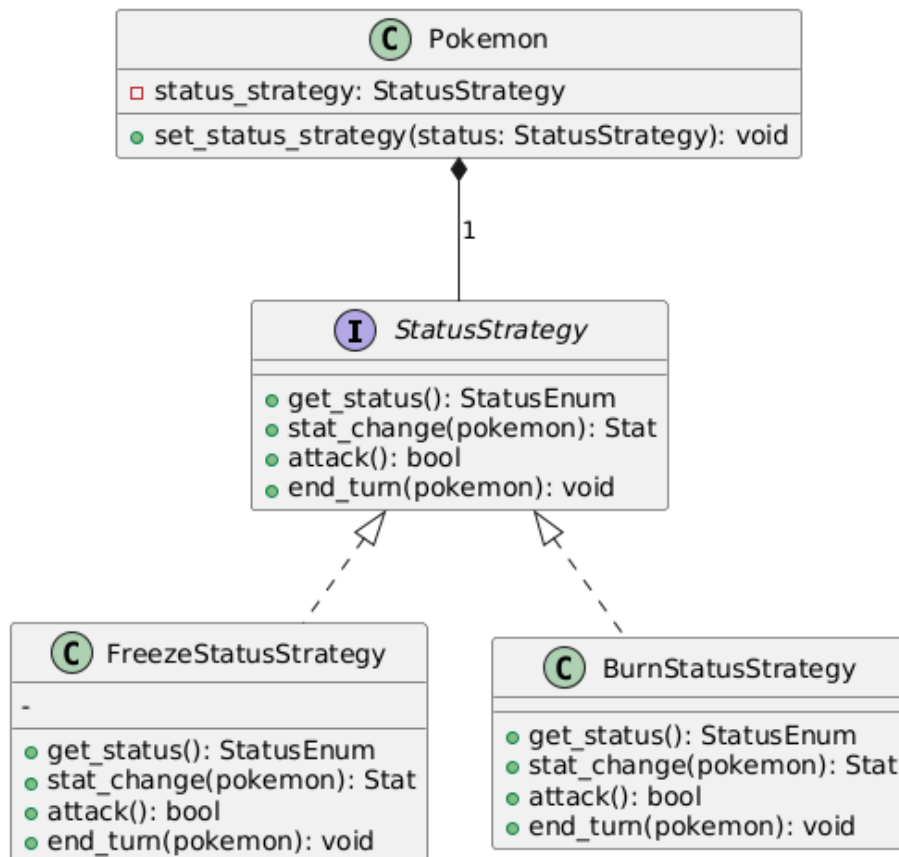 C Pokemon
status_strategy: StatusStrategy
set_status_strategy(status: StatusStrategy): void
1
I StatusStrategy
get_status(): StatusEnum
stat_change(pokemon): Stat
attack(): bool
end_turn(pokemon): void
C FreezeStatusStrategy
-
get_status(): StatusEnum
stat_change(pokemon): Stat
attack(): bool
end_turn(pokemon): void
C BurnStatusStrategy
get_status(): StatusEnum
stat_change(pokemon): Stat
attack(): bool
end_turn(pokemon): void